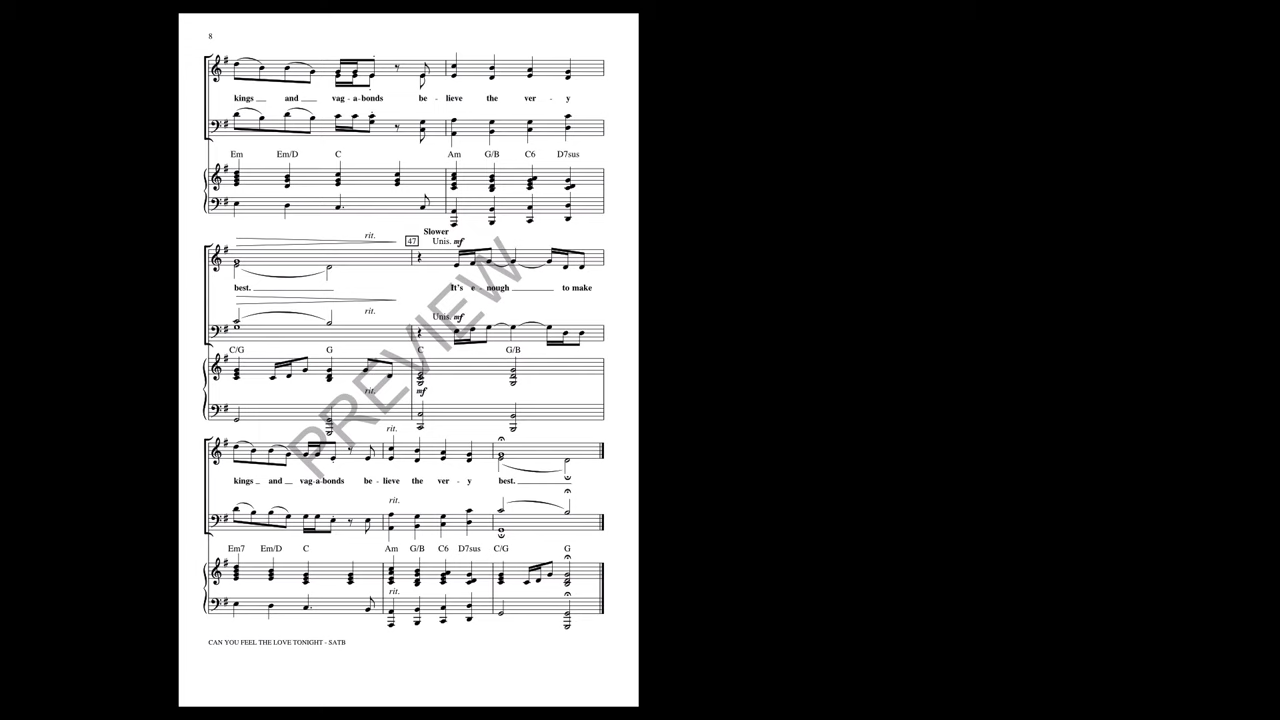 8
kings and vag - a - bonds be - lieve the ver - y
Em Em/D C Am G/B C6 D7sus
Slower
rit. 47 Unis. mf
best. It's e - nough to make
rit. Unis. mf
C/G G C G/B
rit. mf
rit.
kings and vag-a-bonds be - lieve the ver - y best.
rit.
Em7 Em/D C Am G/B C6 D7sus C/G G
rit.
CAN YOU FEEL THE LOVE TONIGHT - SATB
PREVIEW